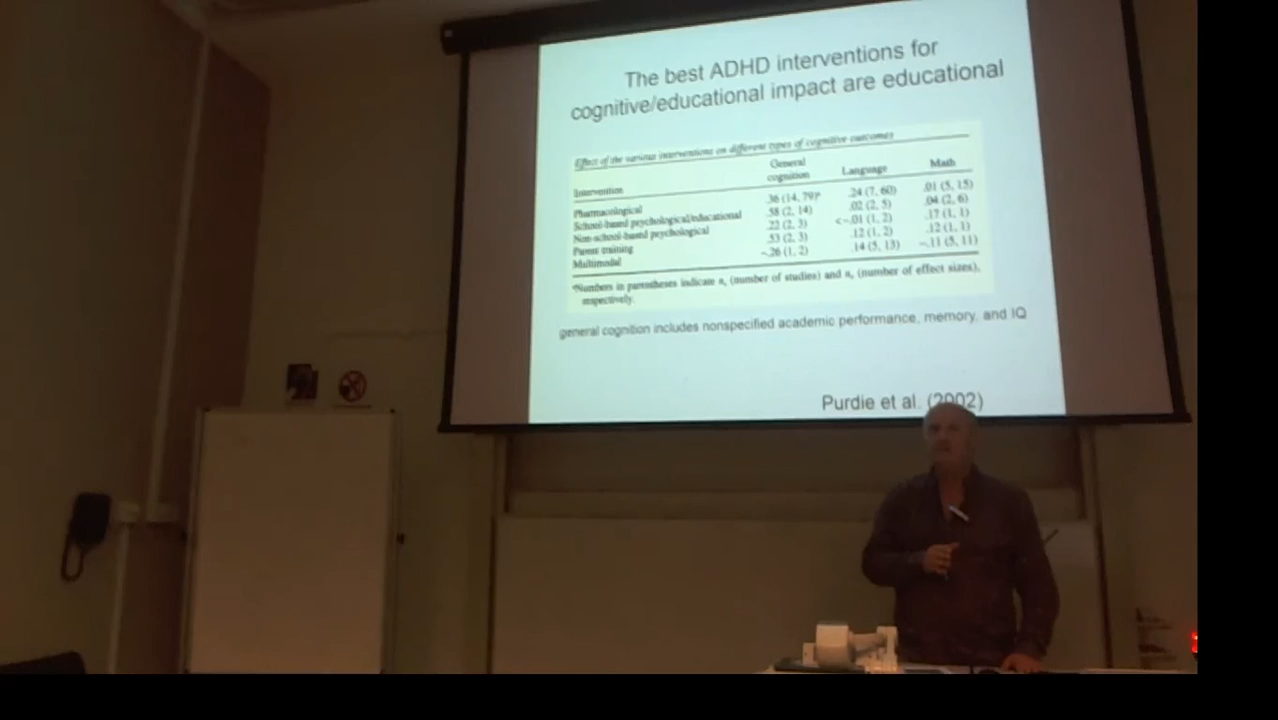 The best ADHD interventions for
cognitive/educational impact are educational
Effect of the various interventions on different types of cognitive outcomes
Intervention General cognition Language Math
Pharmacological .36 (14, 79)ᵃ .24 (7, 60) .01 (5, 15)
School-based psychological/educational .58 (2, 14) .02 (2, 5) .04 (2, 6)
Non-school-based psychological .22 (2, 3) <-.01 (1, 2) .17 (1, 1)
Parent training .53 (2, 3) .12 (1, 2) .12 (1, 1)
Multimodal -.26 (1, 2) .14 (5, 13) -.11 (5, 11)
ᵃNumbers in parentheses indicate n, (number of studies) and n, (number of effect sizes),
respectively.
general cognition includes nonspecified academic performance, memory, and IQ
Purdie et al. (2002)